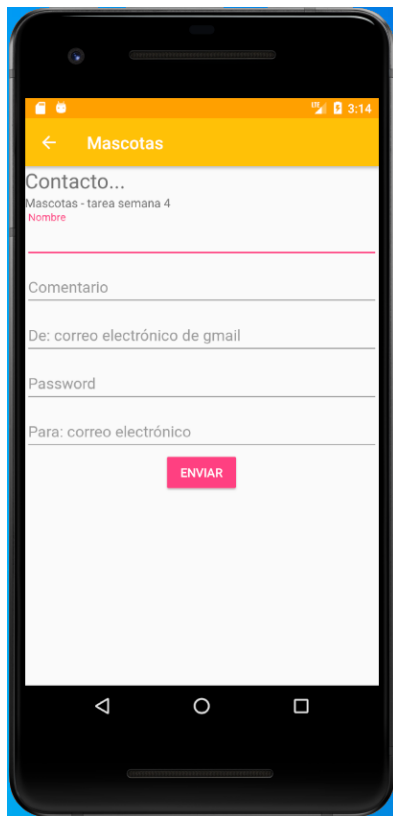 3:14
Mascotas
Contacto...
Mascotas - tarea semana 4
Nombre
Comentario
De: correo electrónico de gmail
Password
Para: correo electrónico
ENVIAR